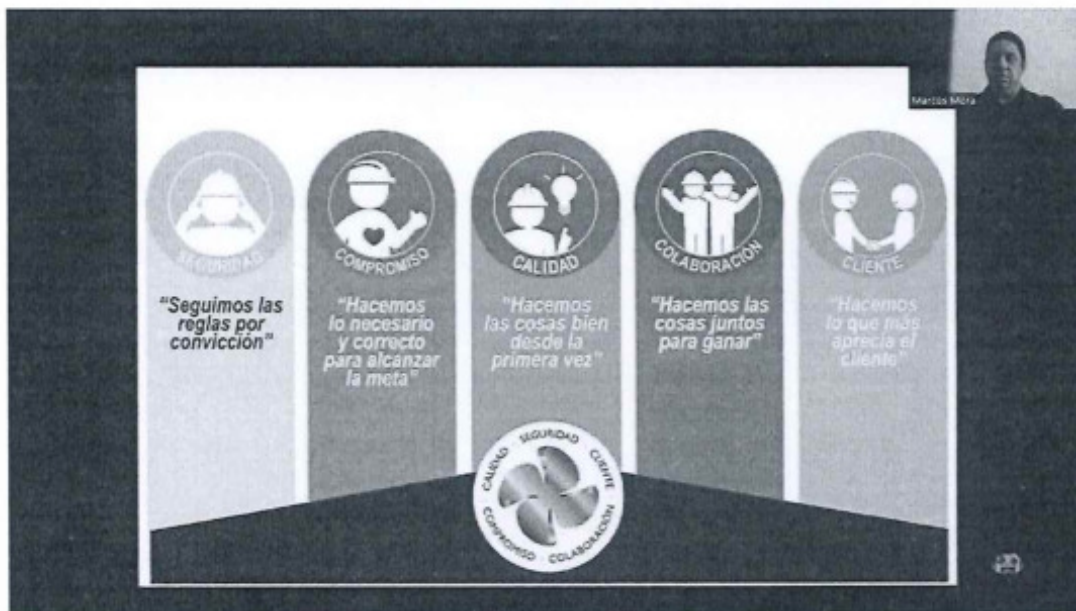 Marcos Mora
SEGURIDAD
"Seguimos las
reglas por
convicción"
COMPROMISO
"Hacemos
lo necesario
y correcto
para alcanzar
la meta"
CALIDAD
"Hacemos
las cosas bien
desde la
primera vez"
COLABORACIÓN
"Hacemos las
cosas juntos
para ganar"
CLIENTE
"Hacemos
lo que más
aprecia el
cliente"
CALIDAD · SEGURIDAD · CLIENTE
COMPROMISO · COLABORACIÓN